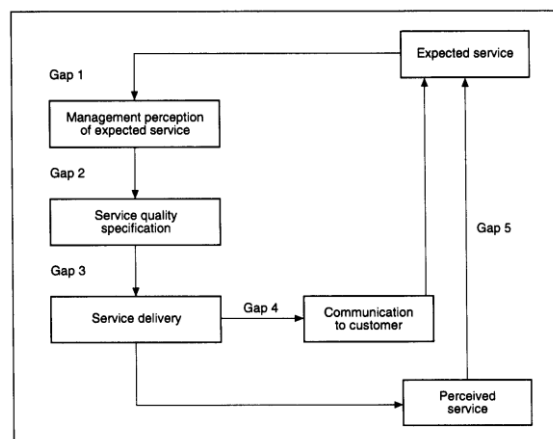 Expected service
Gap 1
Management perception
of expected service
Gap 2
Service quality
specification
Gap 5
Gap 3
Service delivery
Gap 4
Communication
to customer
Perceived
service